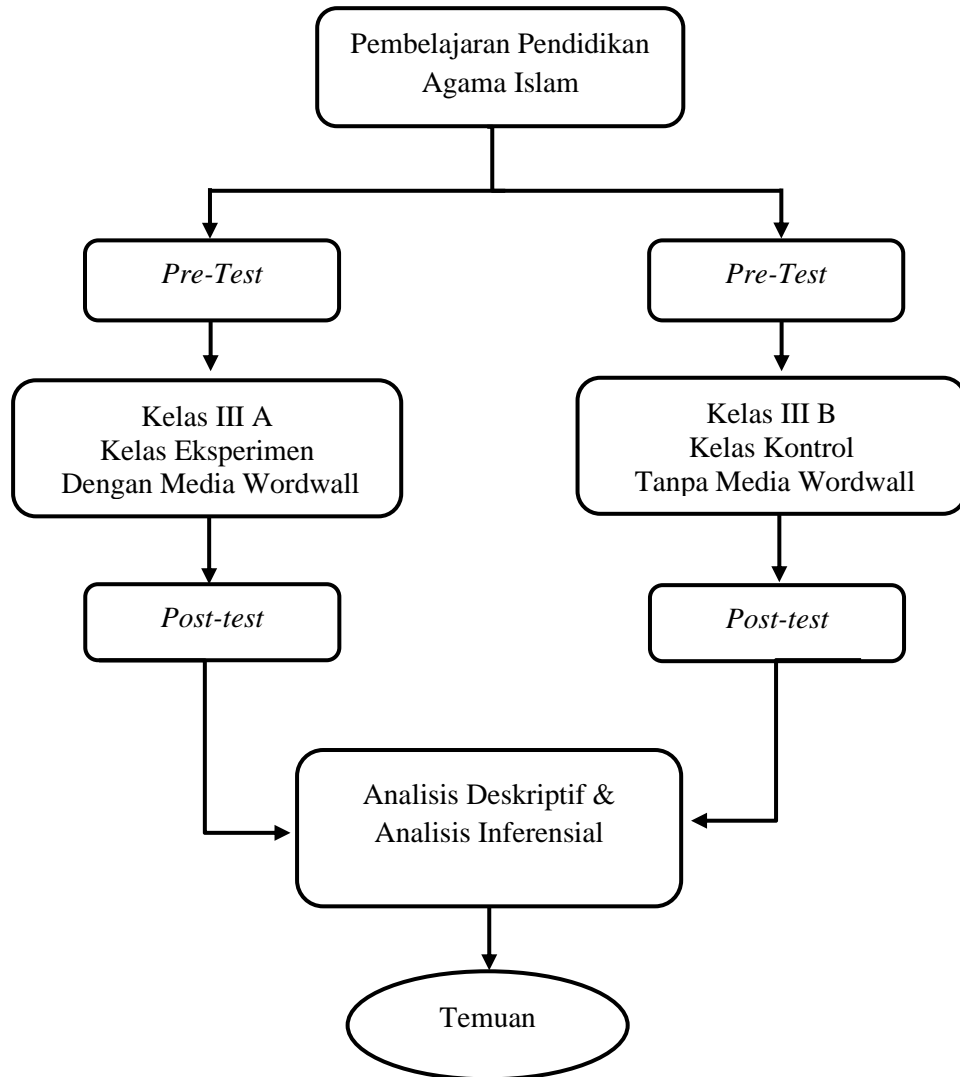 Pembelajaran Pendidikan
Agama Islam
Pre-Test
Pre-Test
Kelas III A
Kelas Eksperimen
Dengan Media Wordwall
Kelas III B
Kelas Kontrol
Tanpa Media Wordwall
Post-test
Post-test
Analisis Deskriptif &
Analisis Inferensial
Temuan